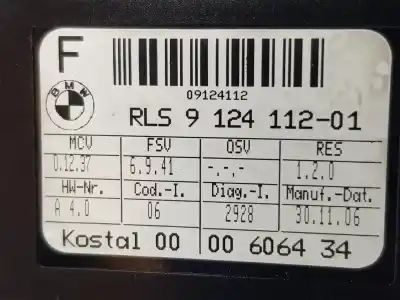 F
09124112
BMW
RLS 9 124 112-01
MCV FSV QSV RES
0.12.37 6.9.41 -.-.- 1.2.0
HW-Nr. Cod.-I. Diag.-I. Manuf.-Dat.
A 4.0 06 2928 30.11.06
Kostal 00 00 6064 34